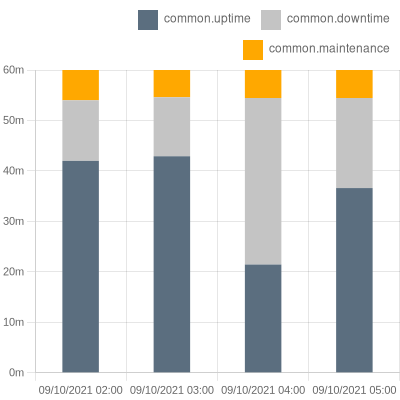 common.uptime common.downtime
common.maintenance
60m
50m
40m
30m
20m
10m
0m
09/10/2021 02:00 09/10/2021 03:00 09/10/2021 04:00 09/10/2021 05:00